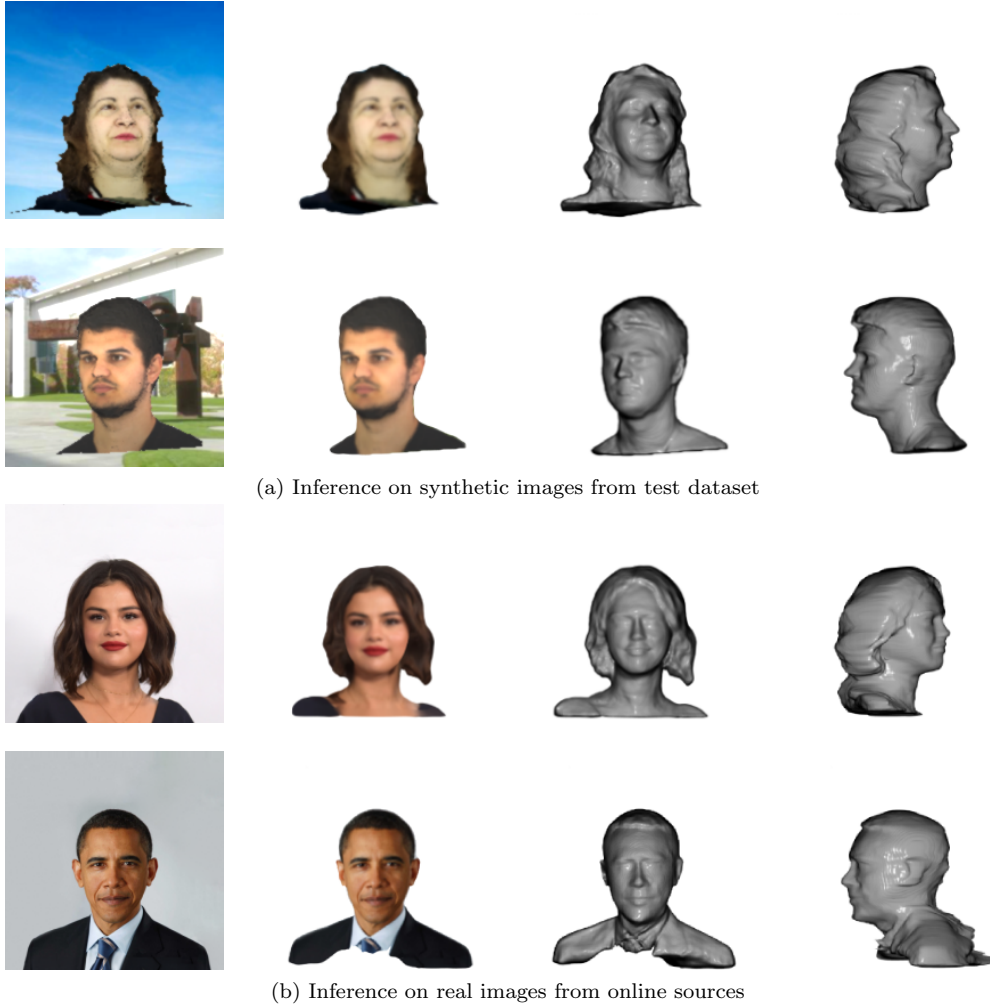 (a) Inference on synthetic images from test dataset
(b) Inference on real images from online sources